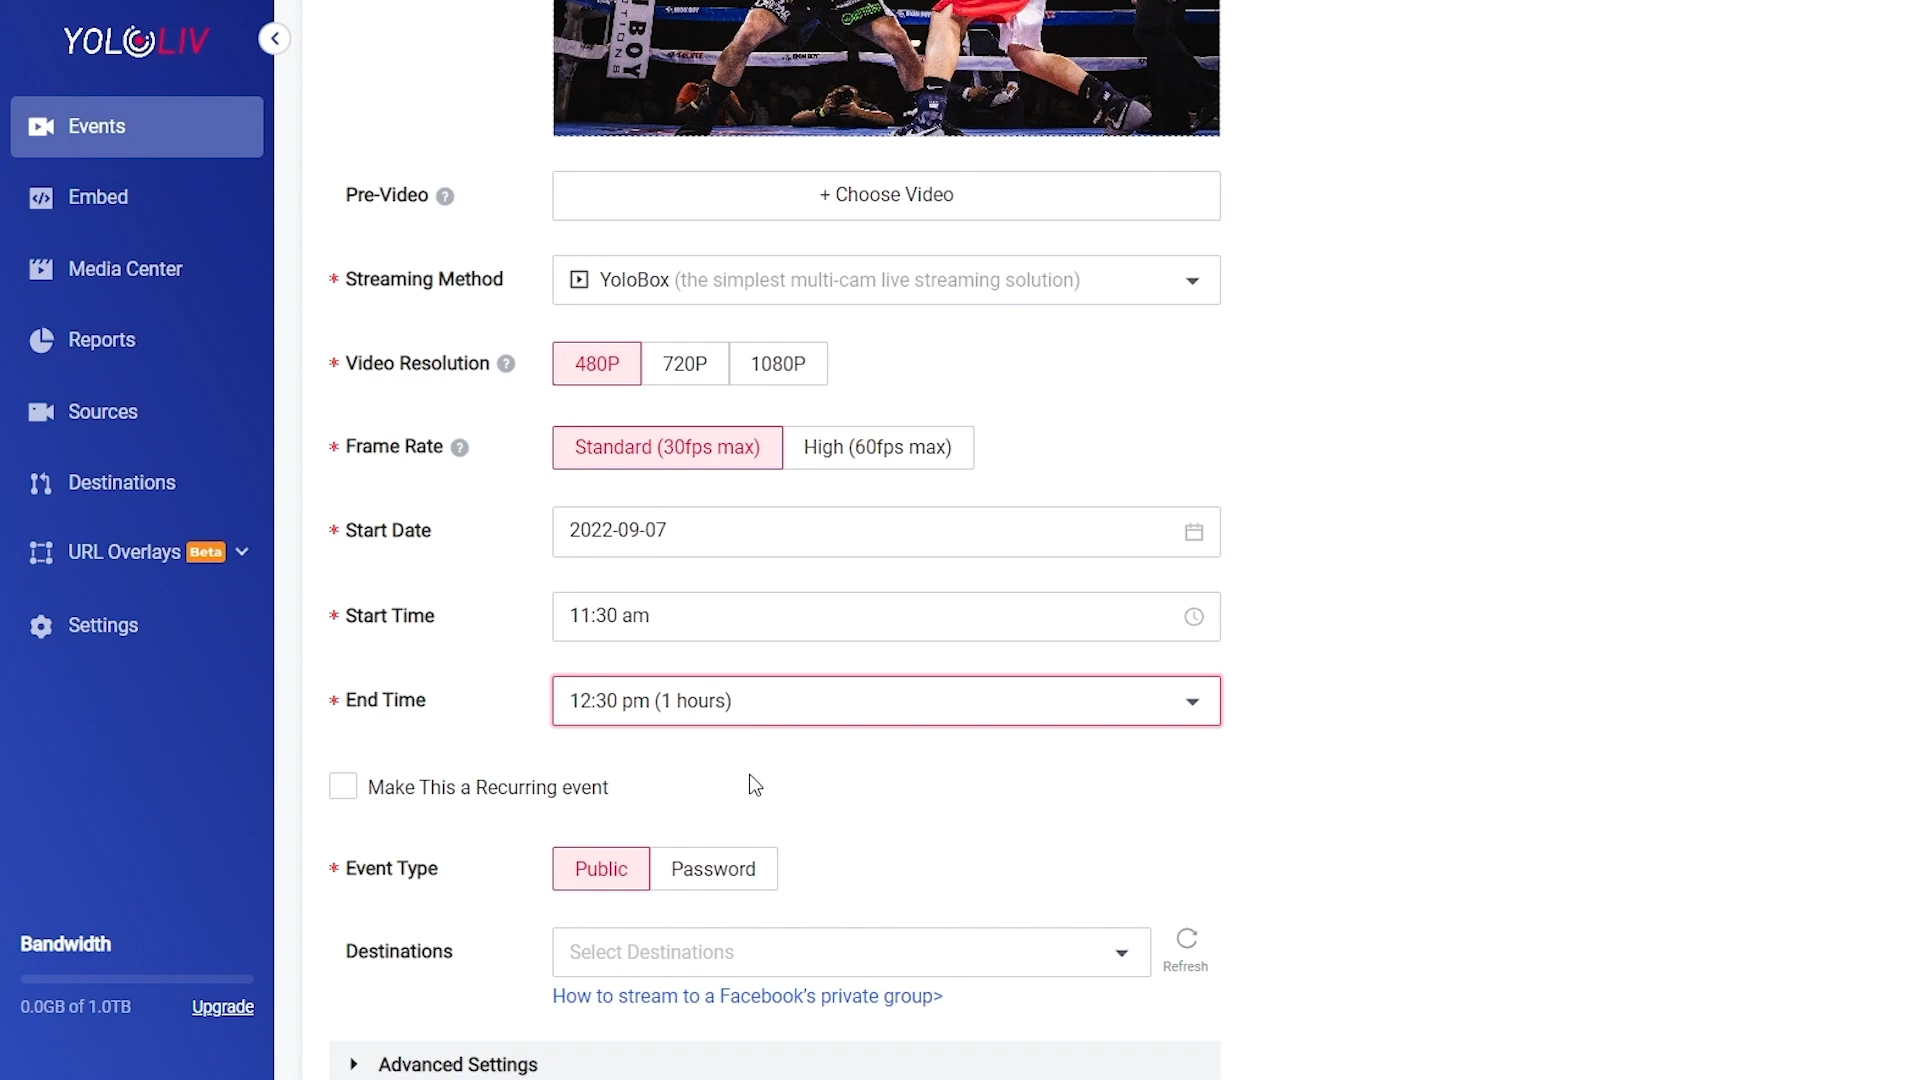 YOLOLIV
Events
Embed
Media Center
Reports
Sources
Destinations
URL Overlays Beta
Settings
Bandwidth
0.0GB of 1.0TB Upgrade
Pre-Video ?
+ Choose Video
* Streaming Method
YoloBox (the simplest multi-cam live streaming solution)
* Video Resolution ?
480P 720P 1080P
* Frame Rate ?
Standard (30fps max) High (60fps max)
* Start Date
2022-09-07
* Start Time
11:30 am
* End Time
12:30 pm (1 hours)
Make This a Recurring event
* Event Type
Public Password
Destinations
Select Destinations
Refresh
How to stream to a Facebook's private group>
Advanced Settings